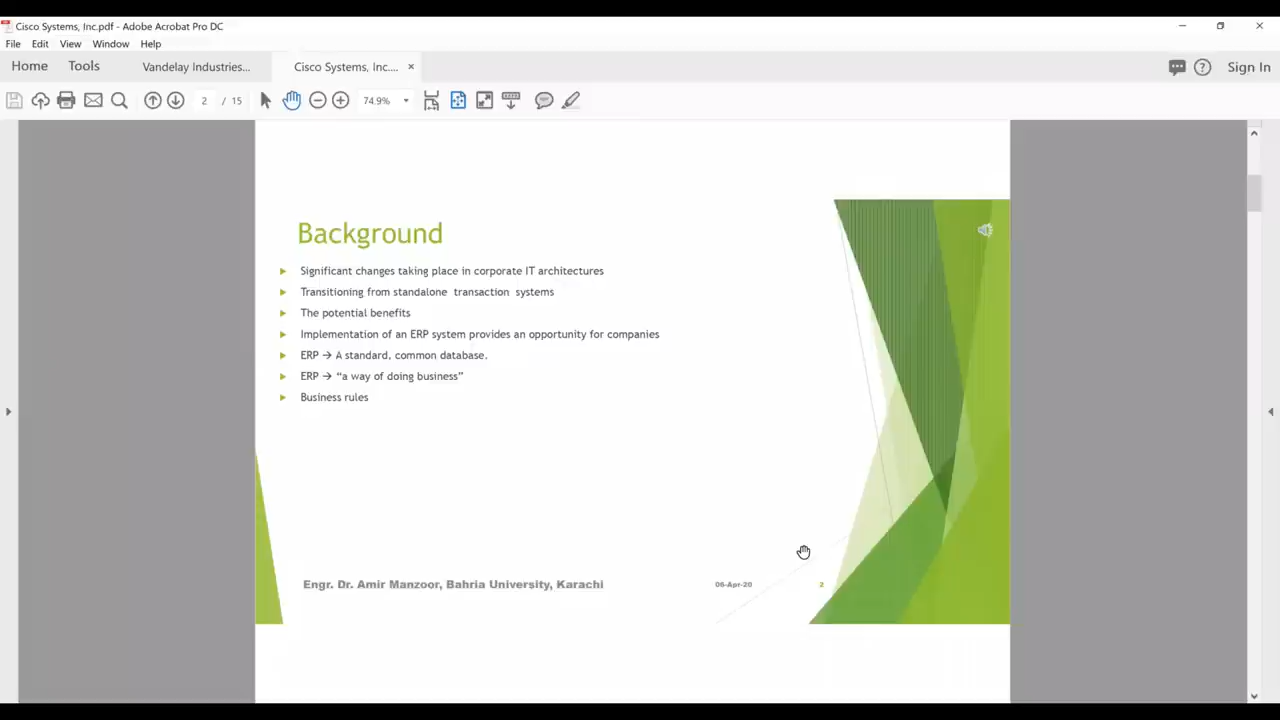 Cisco Systems, Inc.pdf - Adobe Acrobat Pro DC
File Edit View Window Help
Home Tools Vandelay Industries... Cisco Systems, Inc.... × Sign In
2 / 15 74.9%
Background
Significant changes taking place in corporate IT architectures
Transitioning from standalone transaction systems
The potential benefits
Implementation of an ERP system provides an opportunity for companies
ERP → A standard, common database.
ERP → “a way of doing business”
Business rules
Engr. Dr. Amir Manzoor, Bahria University, Karachi 06-Apr-20 2